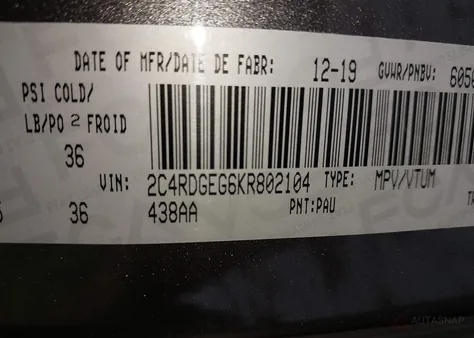 DATE OF MFR/DATE DE FABR: 12-19 GVWR/PNBV:
PSI COLD/
LB/PO 2 FROID
36
VIN: 2C4RDGEG6KR802104 TYPE: MPV/VTUM
36 438AA PNT:PAU
AUTASNAP